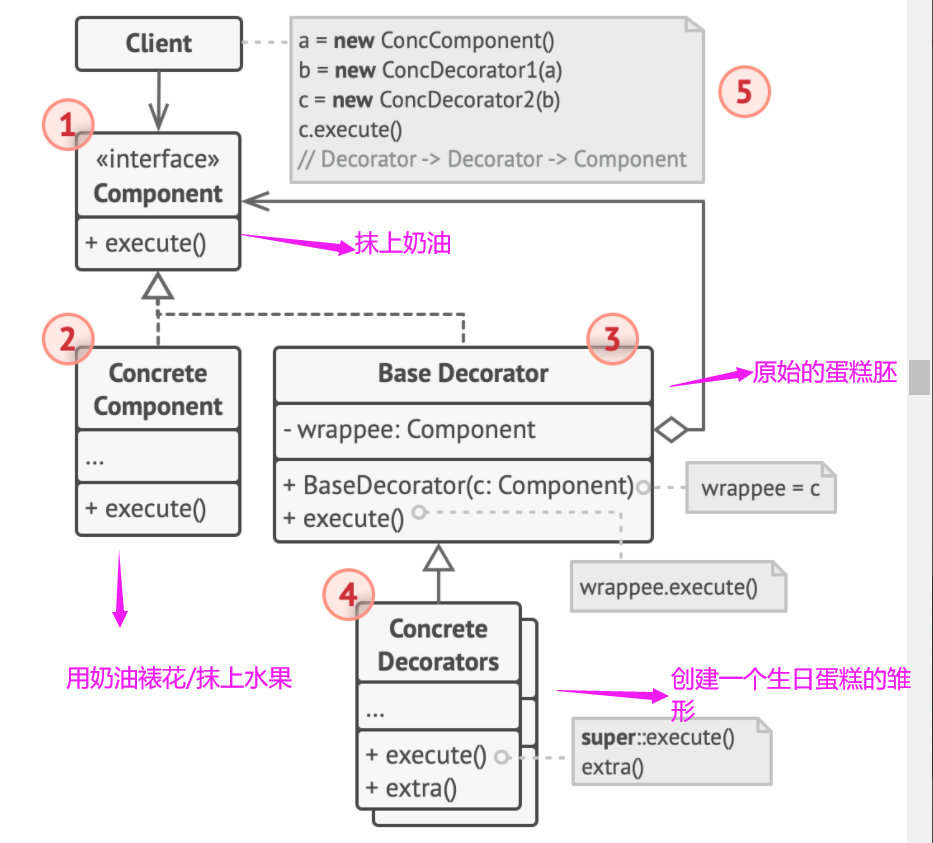 Client
a = new ConcComponent()
b = new ConcDecorator1(a)
c = new ConcDecorator2(b)
c.execute()
// Decorator -> Decorator -> Component
5
1
«interface»
Component
+ execute()
抹上奶油
2
Concrete
Component
...
+ execute()
用奶油裱花/抹上水果
3
Base Decorator
- wrappee: Component
+ BaseDecorator(c: Component)
+ execute()
原始的蛋糕胚
wrappee = c
wrappee.execute()
4
Concrete
Decorators
...
+ execute()
+ extra()
创建一个生日蛋糕的雏
形
super::execute()
extra()